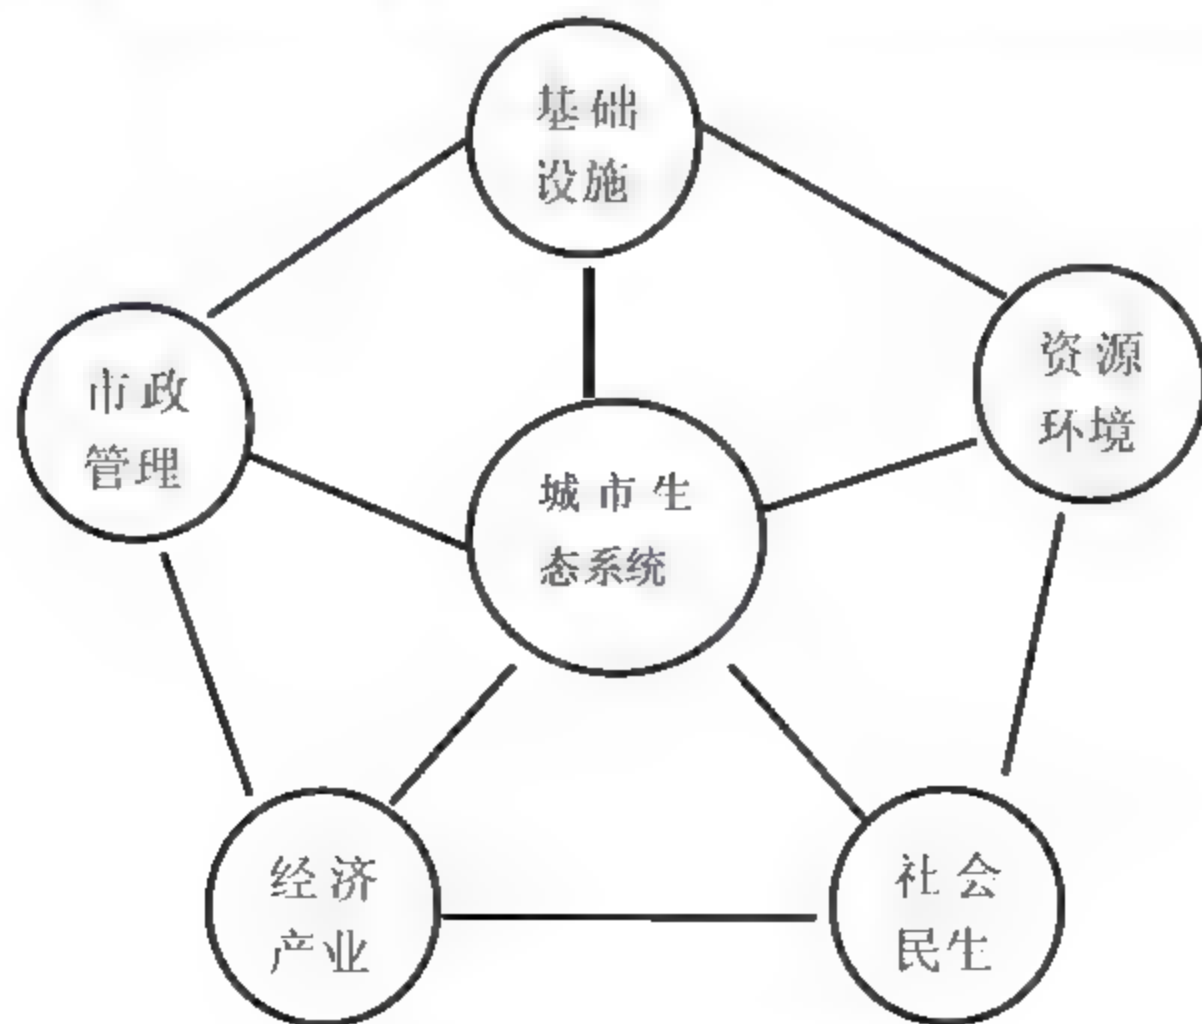 基础
设施
资源
环境
市政
管理
城市生
态系统
经济
产业
社会
民生